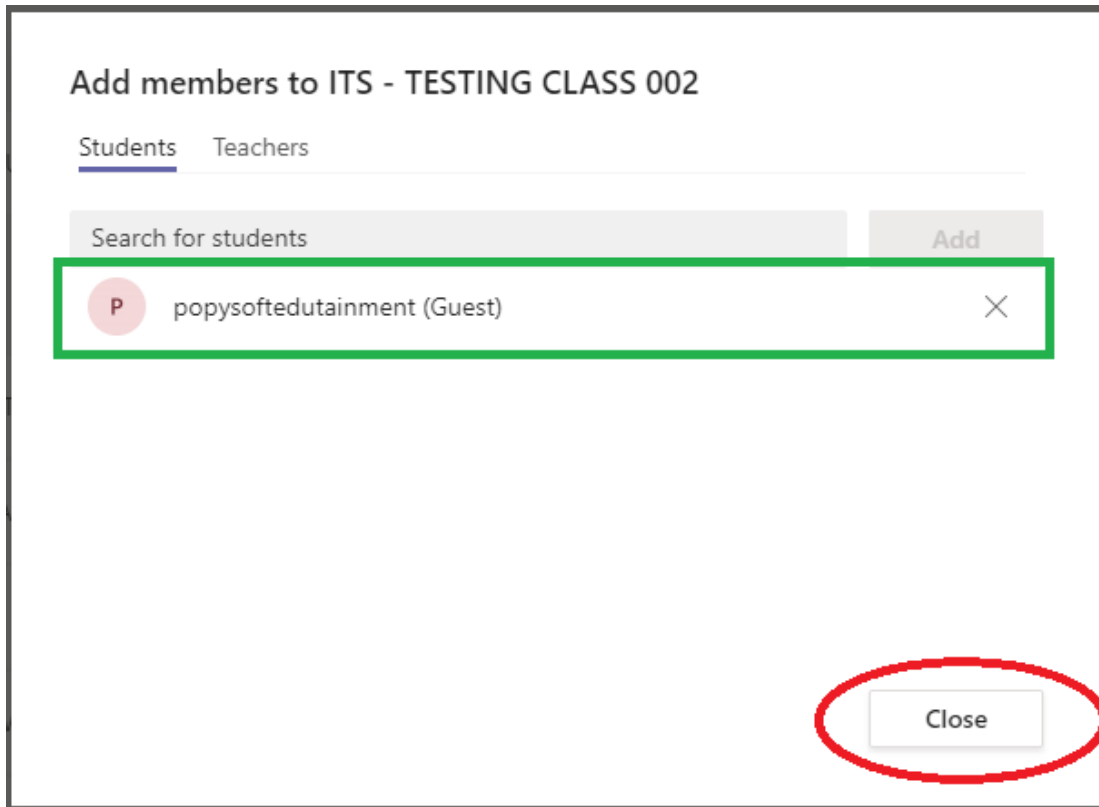 Add members to ITS - TESTING CLASS 002
Students Teachers
Search for students Add
P popysoftedutainment (Guest)
Close